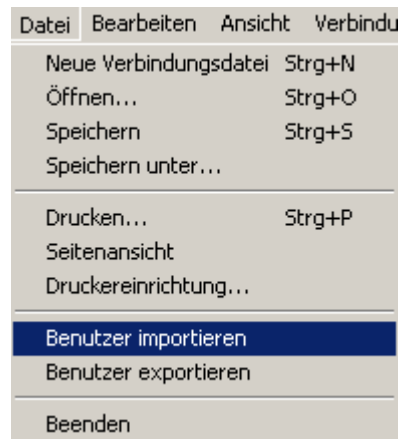 Datei Bearbeiten Ansicht Verbindu
Neue Verbindungsdatei Strg+N
Öffnen... Strg+O
Speichern Strg+S
Speichern unter...
Drucken... Strg+P
Seitenansicht
Druckereinrichtung...
Benutzer importieren
Benutzer exportieren
Beenden